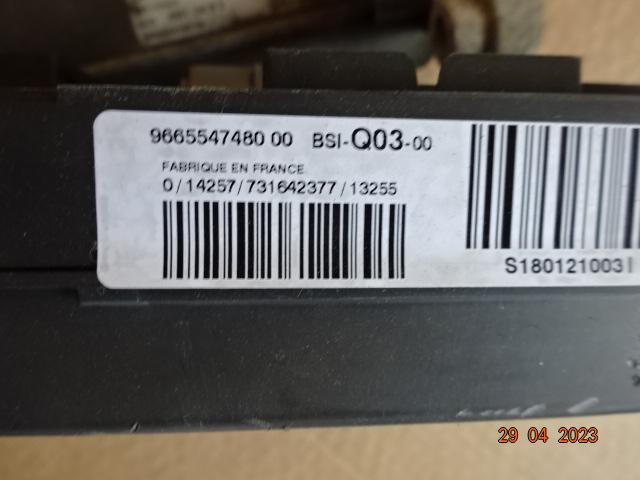 9665547480 00 BSI-Q03-00
FABRIQUE EN FRANCE
0/14257/731642377/13255
S180121003
29 04 2023